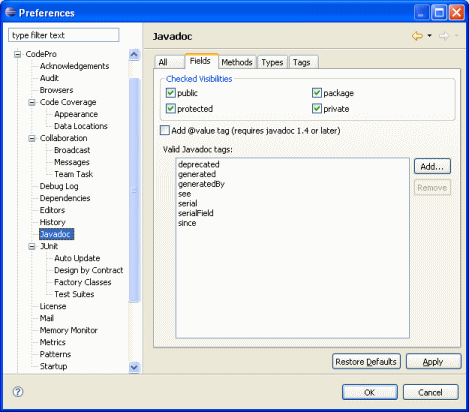 Preferences
type filter text
CodePro
Acknowledgements
Audit
Browsers
Code Coverage
Appearance
Data Locations
Collaboration
Broadcast
Messages
Team Task
Debug Log
Dependencies
Editors
History
Javadoc
JUnit
Auto Update
Design by Contract
Factory Classes
Test Suites
License
Mail
Memory Monitor
Metrics
Patterns
Startup
Javadoc
All Fields Methods Types Tags
Checked Visibilities
public package
protected private
Add @value tag (requires javadoc 1.4 or later)
Valid Javadoc tags:
deprecated
generated
generatedBy
see
serial
serialField
since
Add...
Remove
Restore Defaults Apply
? OK Cancel